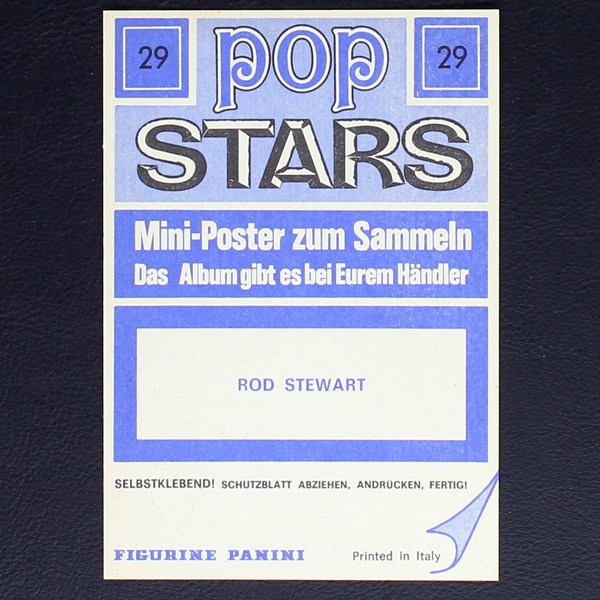 29 pop 29
STARS
Mini-Poster zum Sammeln
Das Album gibt es bei Eurem Händler
ROD STEWART
SELBSTKLEBEND! SCHUTZBLATT ABZIEHEN, ANDRÜCKEN, FERTIG!
FIGURINE PANINI Printed in Italy